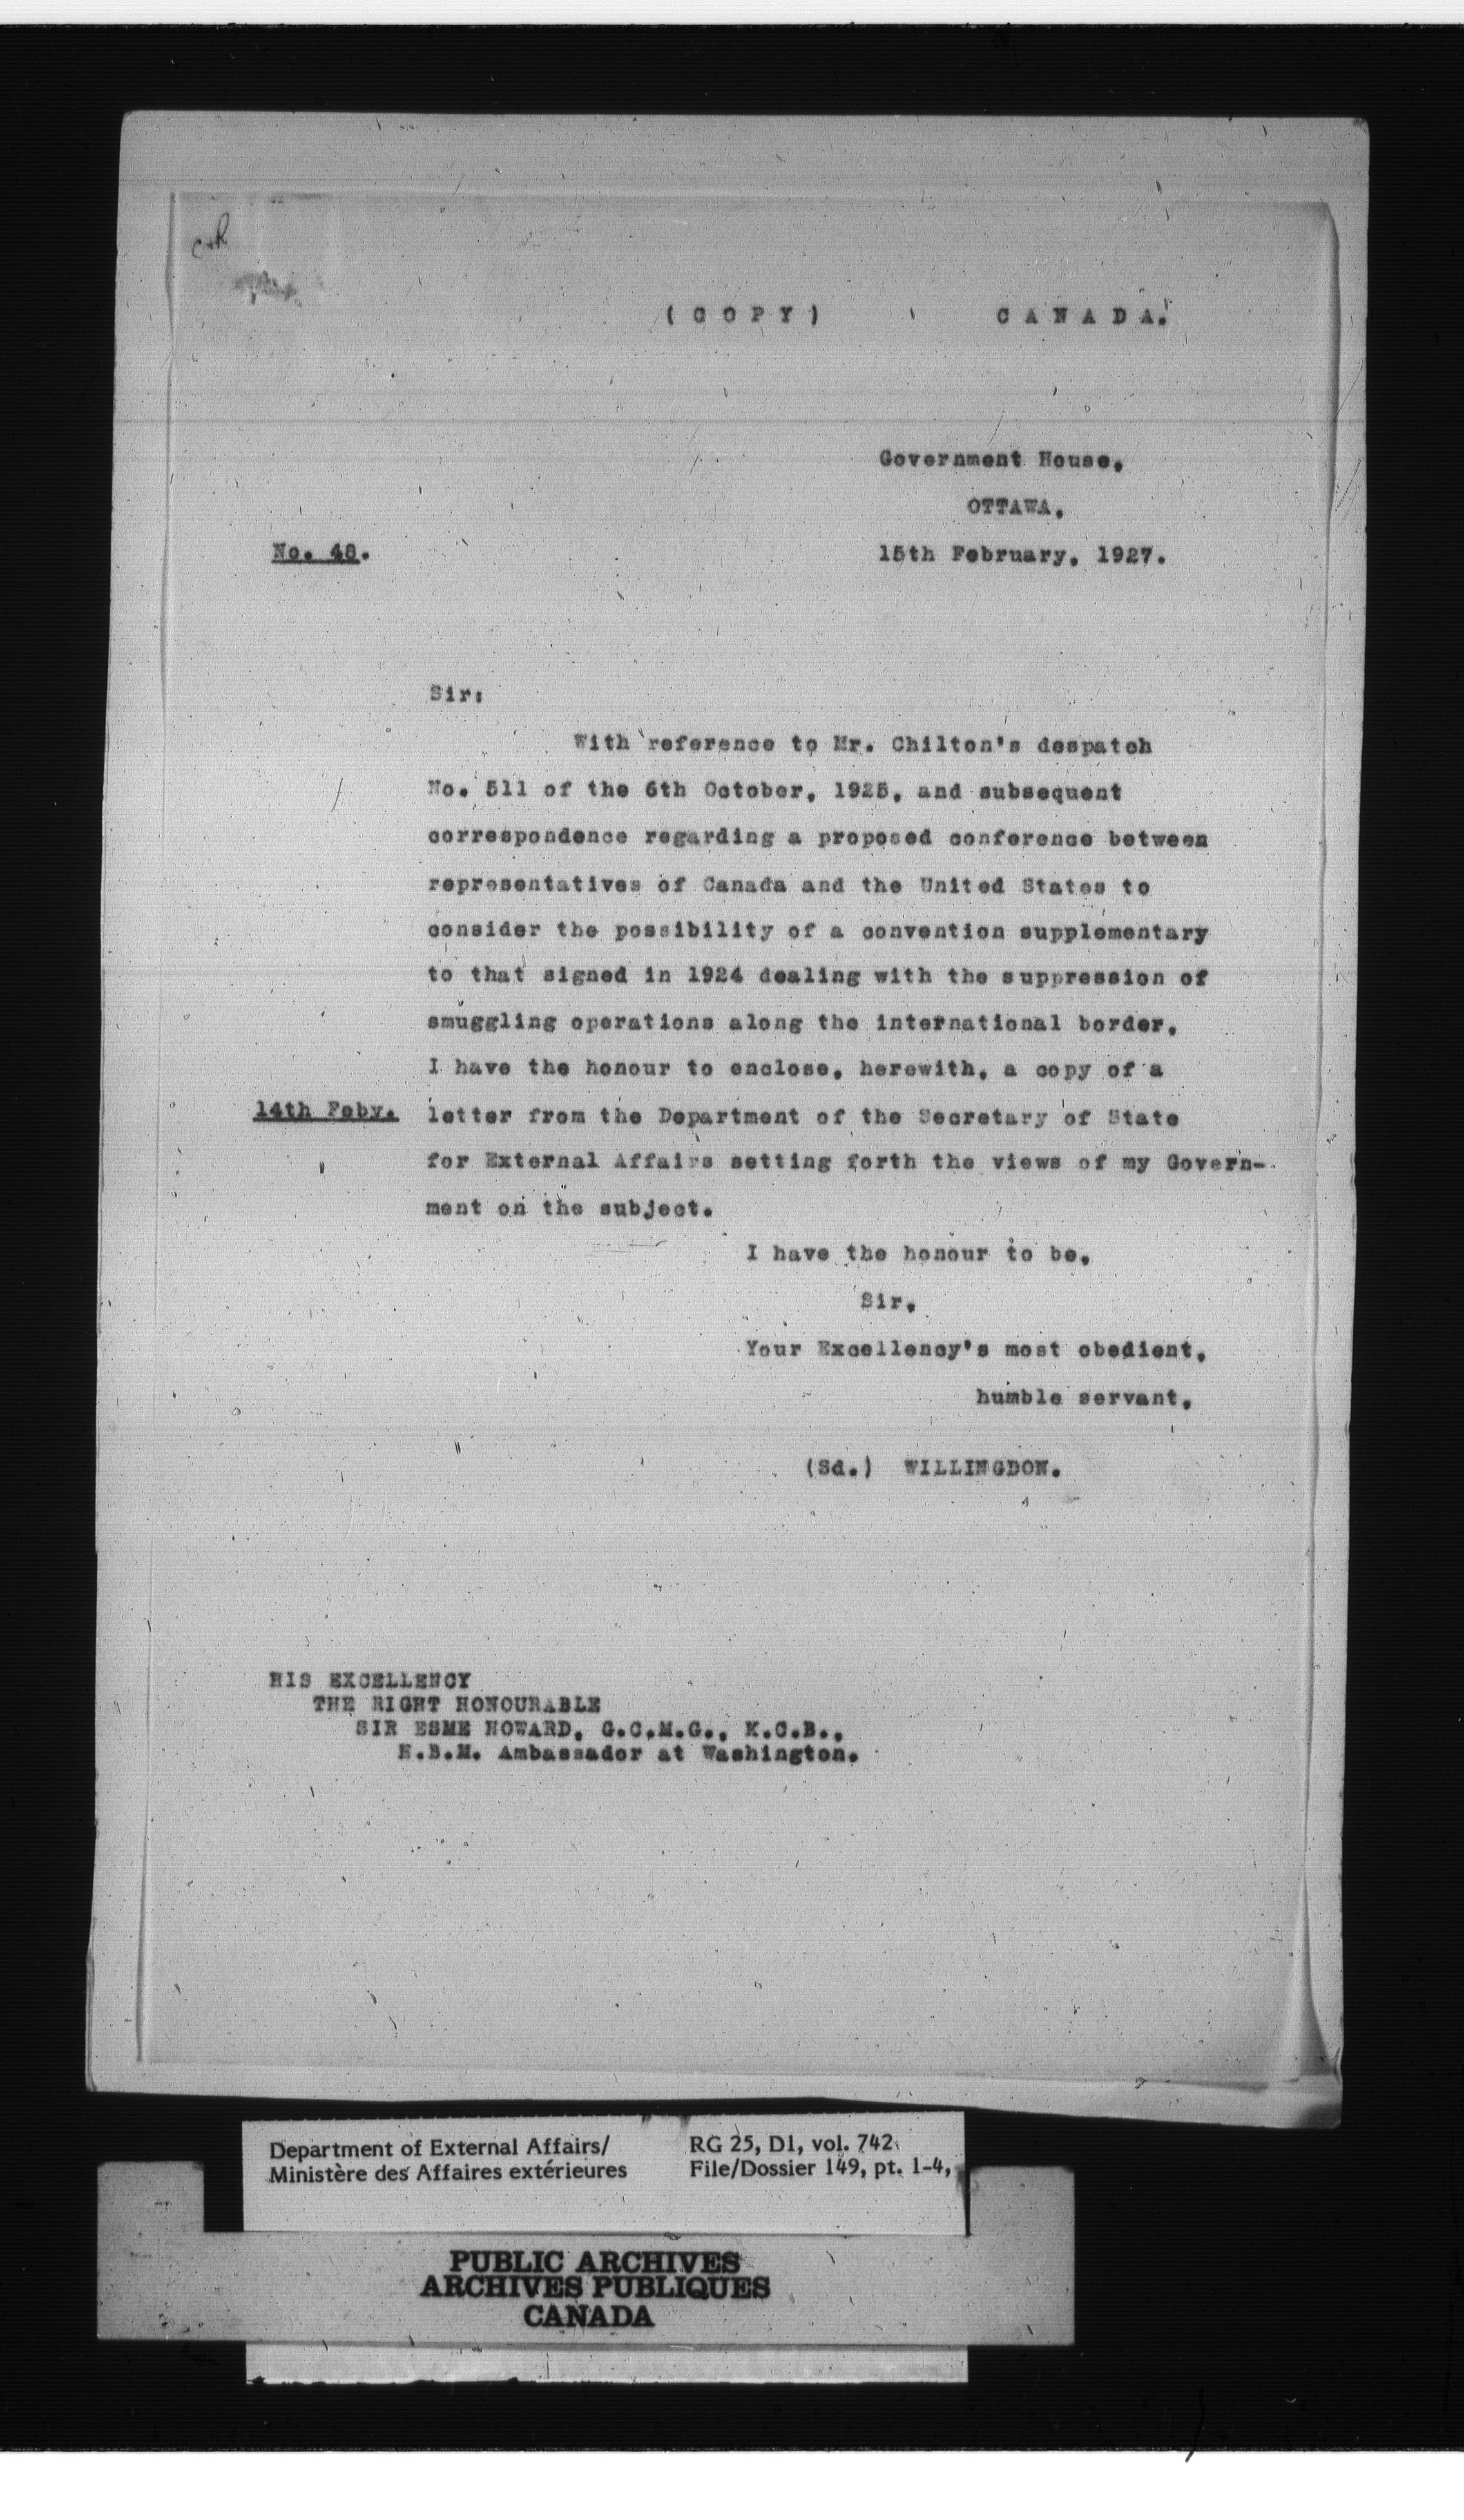 (COPY) CANADA.
Government House,
OTTAWA,
No. 48.
15th February, 1927.
Sir:
With reference to Mr. Chilton's despatch
No. 511 of the 6th October, 1925, and subsequent
correspondence regarding a proposed conference between
representatives of Canada and the United States to
consider the possibility of a convention supplementary
to that signed in 1924 dealing with the suppression of
smuggling operations along the international border,
I have the honour to enclose, herewith, a copy of a
14th Feby. letter from the Department of the Secretary of State
for External Affairs setting forth the views of my Govern-
ment on the subject.
I have the honour to be,
Sir,
Your Excellency's most obedient,
humble servant,
(Sd.) WILLINGDON.
HIS EXCELLENCY
THE RIGHT HONOURABLE
SIR ESME HOWARD, G.C.M.G., K.C.B.,
H.B.M. Ambassador at Washington.
Department of External Affairs/
Ministère des Affaires extérieures
RG 25, D1, vol. 742
File/Dossier 149, pt. 1-4,
PUBLIC ARCHIVES
ARCHIVES PUBLIQUES
CANADA